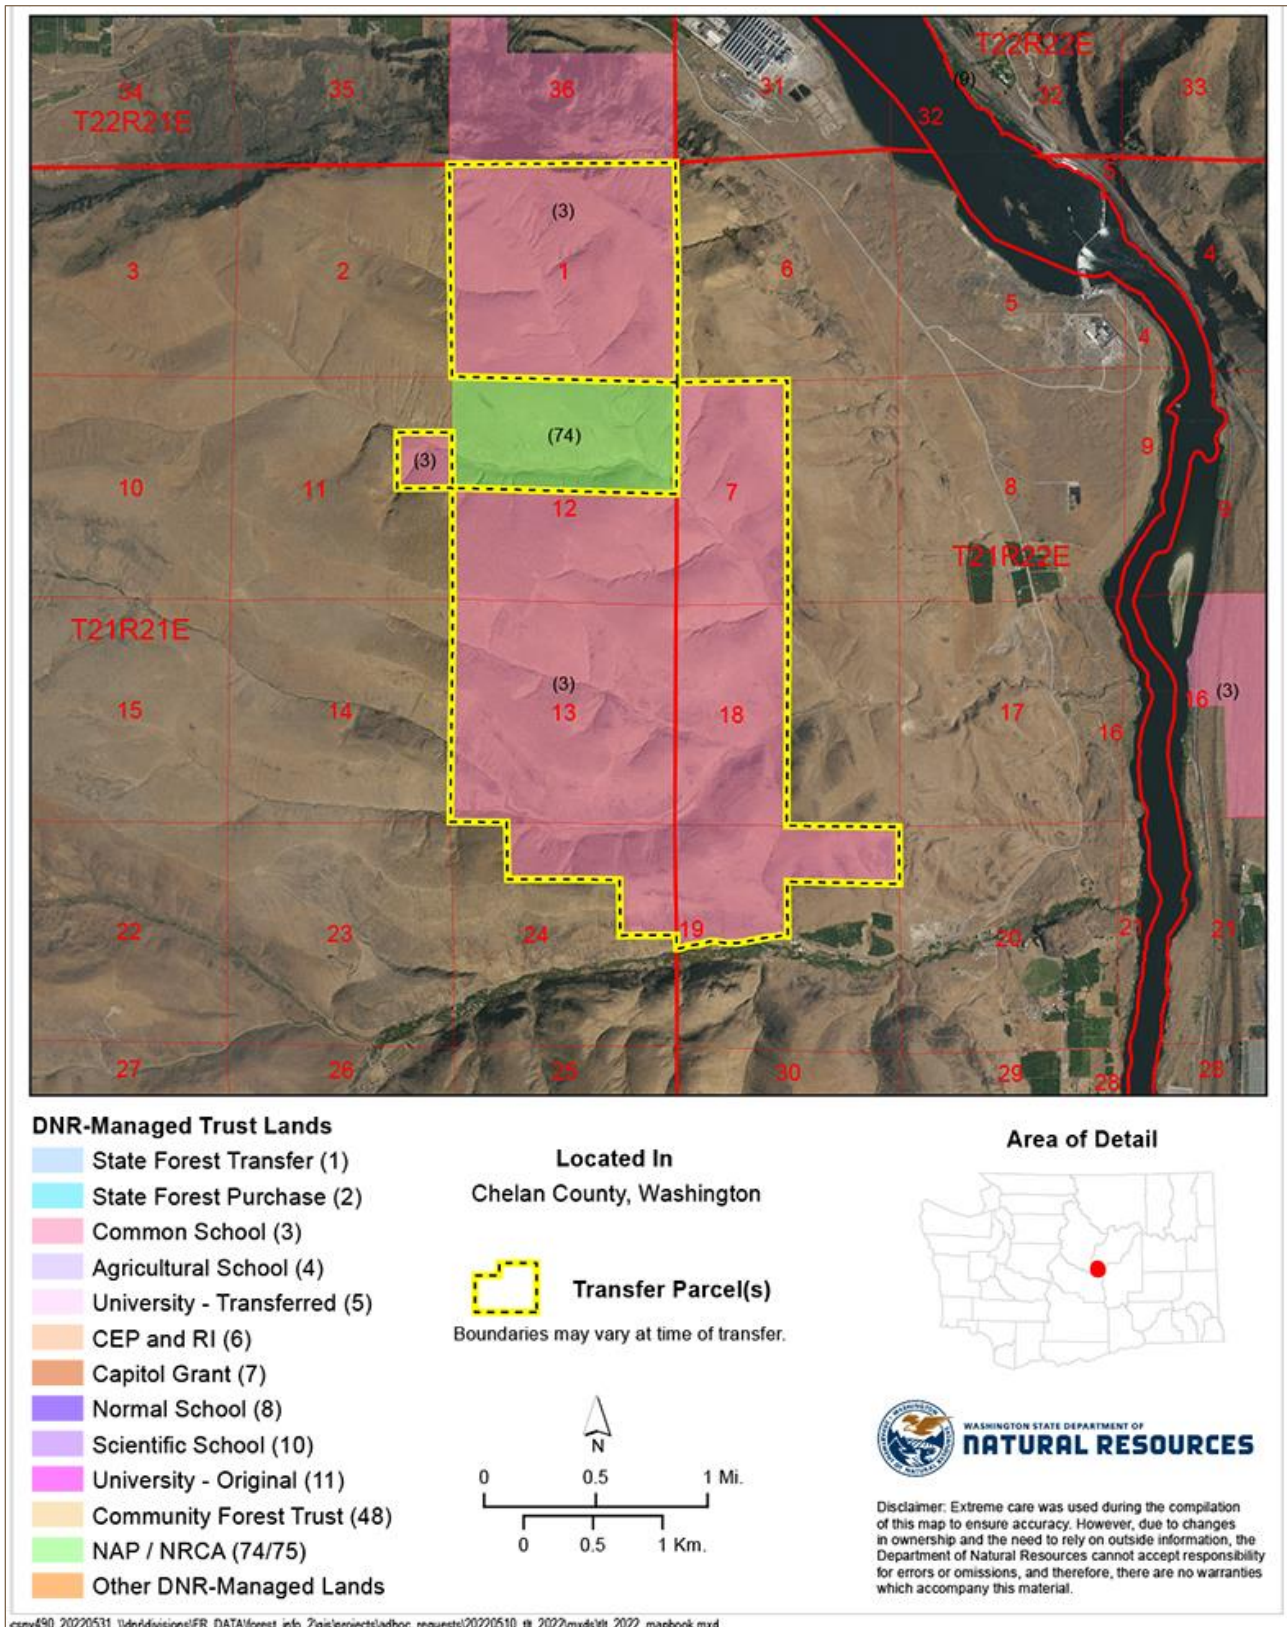 34
35
36
31
T22R22E
(9)
32
33
T22R21E
32
5
(3)
3
2
1
6
5
4
4
(74)
(3)
10
11
12
7
8
9
9
T21R22E
T21R21E
(3)
15
14
13
18
17
16
16
(3)
22
23
24
19
20
21
21
27
26
25
30
29
28
28
DNR-Managed Trust Lands
State Forest Transfer (1)
State Forest Purchase (2)
Common School (3)
Agricultural School (4)
University - Transferred (5)
CEP and RI (6)
Capitol Grant (7)
Normal School (8)
Scientific School (10)
University - Original (11)
Community Forest Trust (48)
NAP / NRCA (74/75)
Other DNR-Managed Lands
Located In
Chelan County, Washington
Transfer Parcel(s)
Boundaries may vary at time of transfer.
N
0 0.5 1 Mi.
0 0.5 1 Km.
Area of Detail
WASHINGTON STATE DEPARTMENT OF
NATURAL RESOURCES
Disclaimer: Extreme care was used during the compilation
of this map to ensure accuracy. However, due to changes
in ownership and the need to rely on outside information, the
Department of Natural Resources cannot accept responsibility
for errors or omissions, and therefore, there are no warranties
which accompany this material.